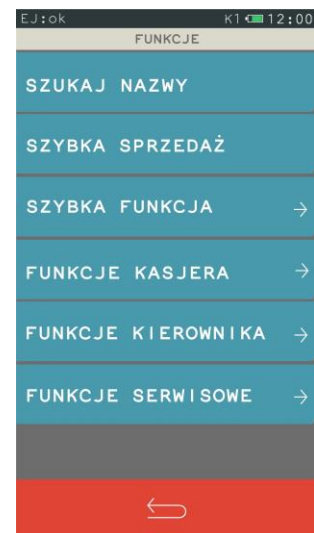 EJ:ok K1 12:00
FUNKCJE
SZUKAJ NAZWY
SZYBKA SPRZEDAŻ
SZYBKA FUNKCJA
FUNKCJE KASJERA
FUNKCJE KIEROWNIKA
FUNKCJE SERWISOWE